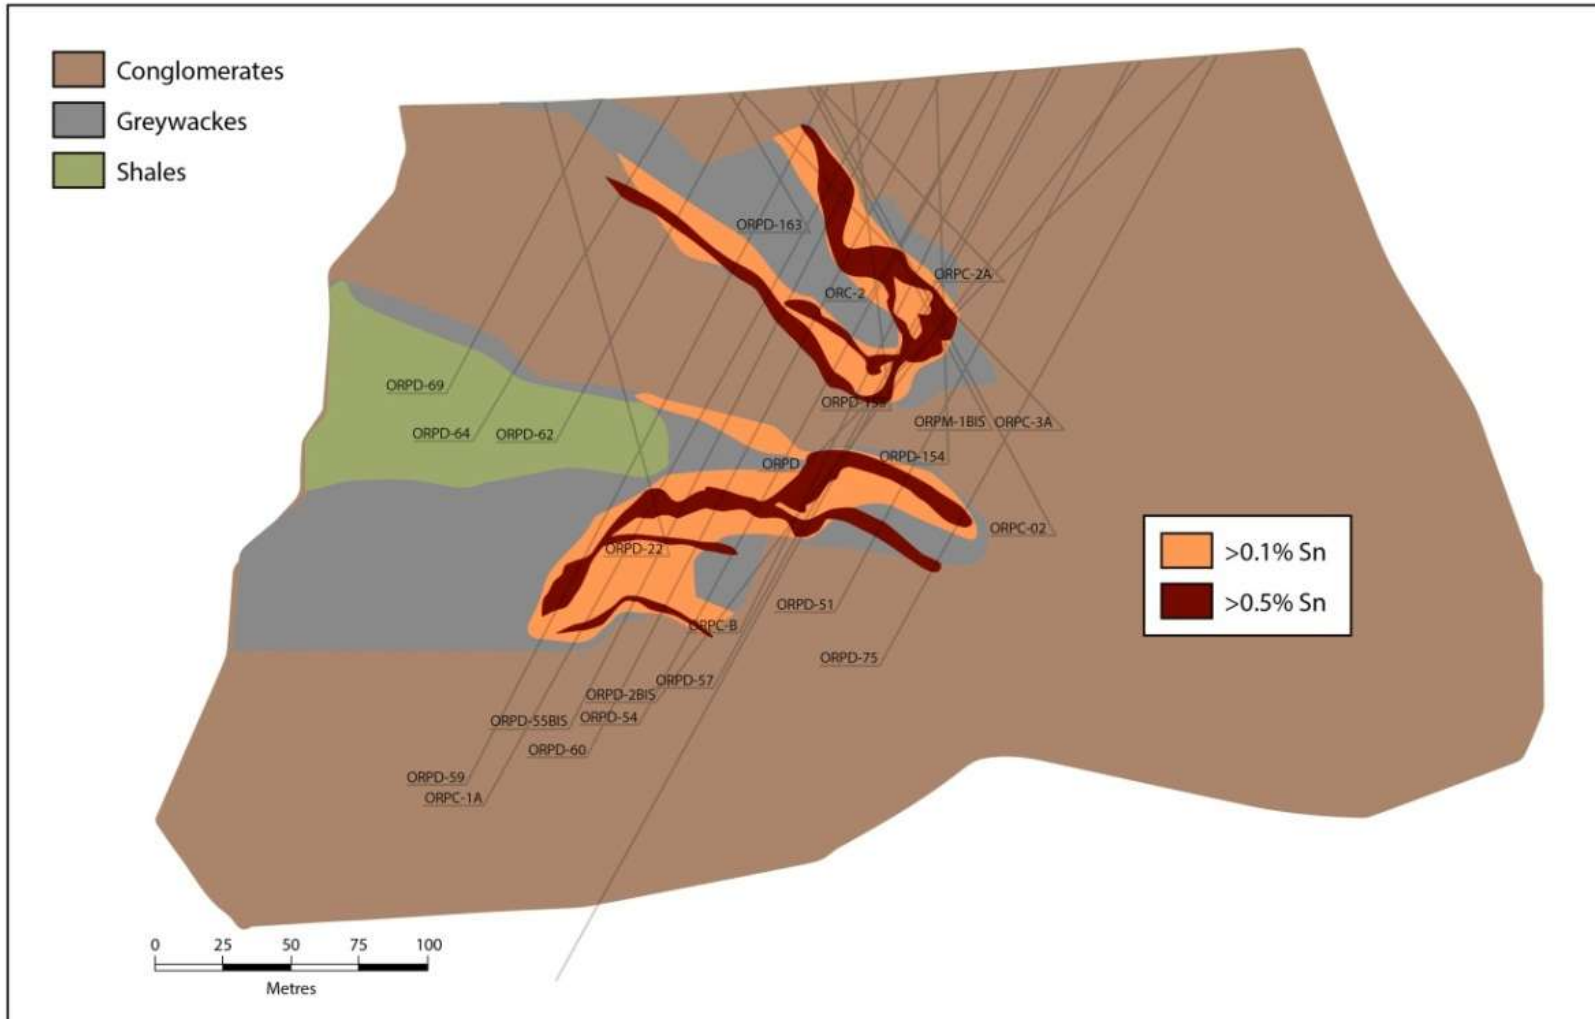 Conglomerates
Greywackes
Shales
ORPD-163
ORPC-2A
ORC-2
ORPD-69
ORPM-1BIS
ORPC-3A
ORPD-64
ORPD-62
ORPD-154
ORPD
ORPC-02
ORPD-22
>0.1% Sn
>0.5% Sn
ORPD-51
ORPC-B
ORPD-75
ORPD-57
ORPD-2BIS
ORPD-55BIS
ORPD-54
ORPD-60
ORPD-59
ORPC-1A
0 25 50 75 100
Metres